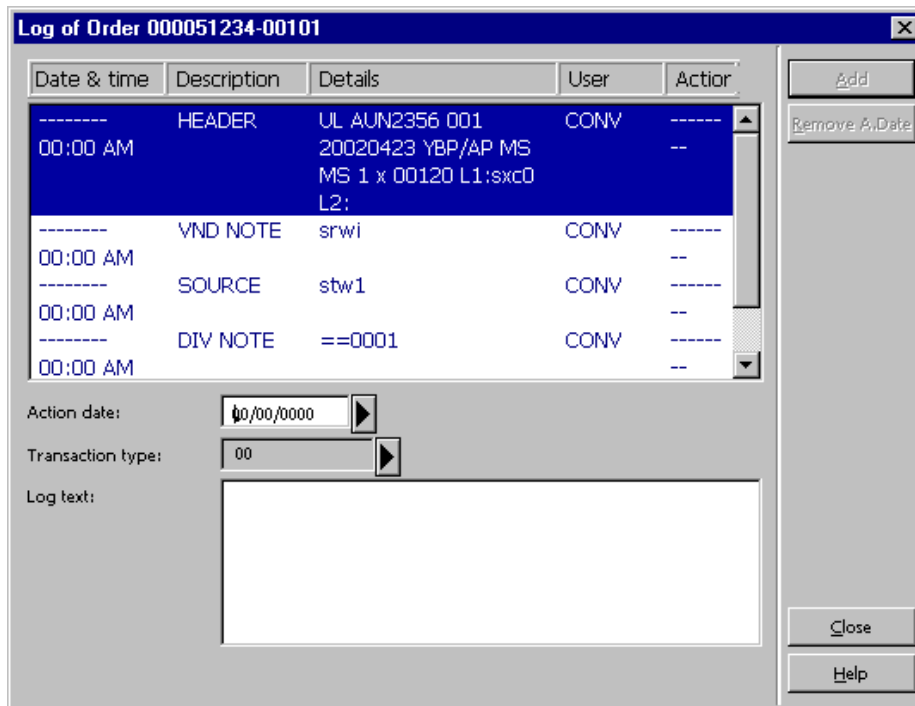 Log of Order 000051234-00101
Date & time Description Details User Action
-------- HEADER UL AUN2356 001 CONV ------
00:00 AM 20020423 YBP/AP MS --
MS 1 x 00120 L1:sxc0
L2:
-------- VND NOTE srwi CONV ------
00:00 AM --
-------- SOURCE stw1 CONV ------
00:00 AM --
-------- DIV NOTE ==0001 CONV ------
00:00 AM --
Action date: 00/00/0000
Transaction type: 00
Log text:
Add
Remove A.Date
Close
Help